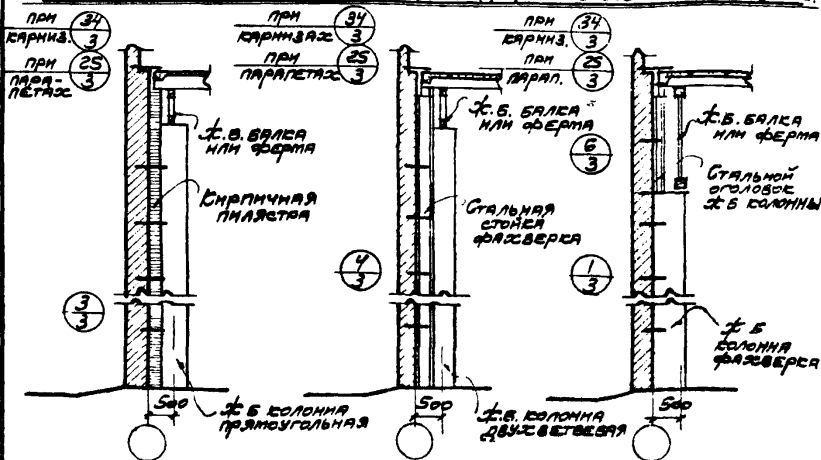 при 34
карниз. 3
при 25
пара- 3
петах
Ж.Б. балка
или ферма
Кирпичная
пилястра
3
3
500
Ж Б колонна
прямоугольная
при 34
карнизах 3
при 25
парапетах 3
Ж.Б. балка
или ферма
Стальная
стойка
фахверка
4
3
500
Ж.Б. колонна
двухветвевая
при 34
карниз. 3
при 25
парап. 3
6
3
Ж.Б. балка
или ферма
Стальной
оголовок
Ж Б колонны
1
3
Ж Б
колонна
фахверка
500